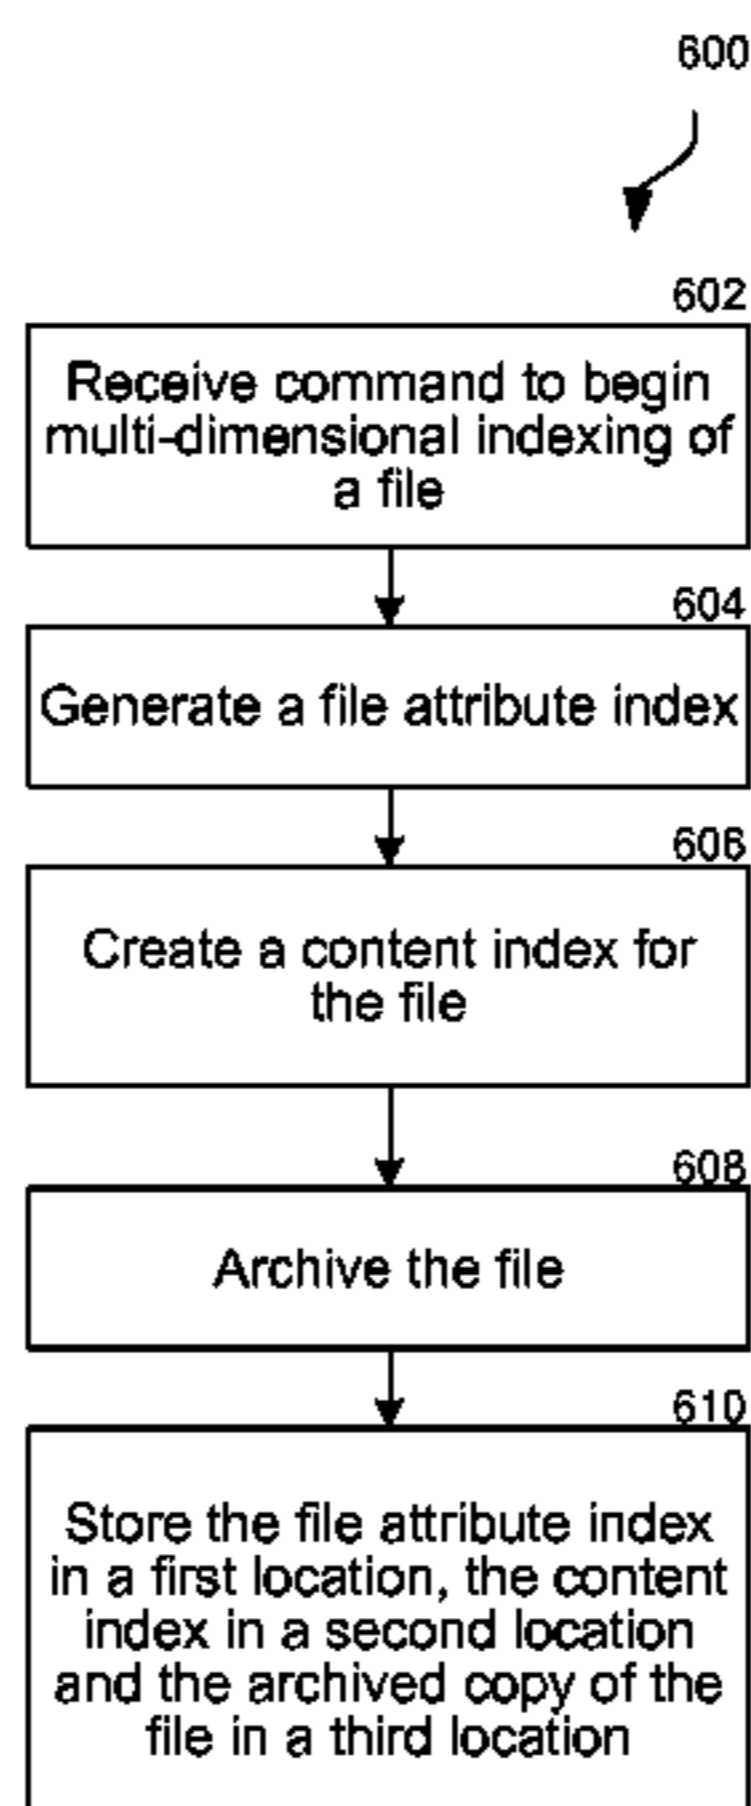 600
602
Receive command to begin
multi-dimensional indexing of
a file
604
Generate a file attribute index
606
Create a content index for
the file
608
Archive the file
610
Store the file attribute index
in a first location, the content
index in a second location
and the archived copy of the
file in a third location